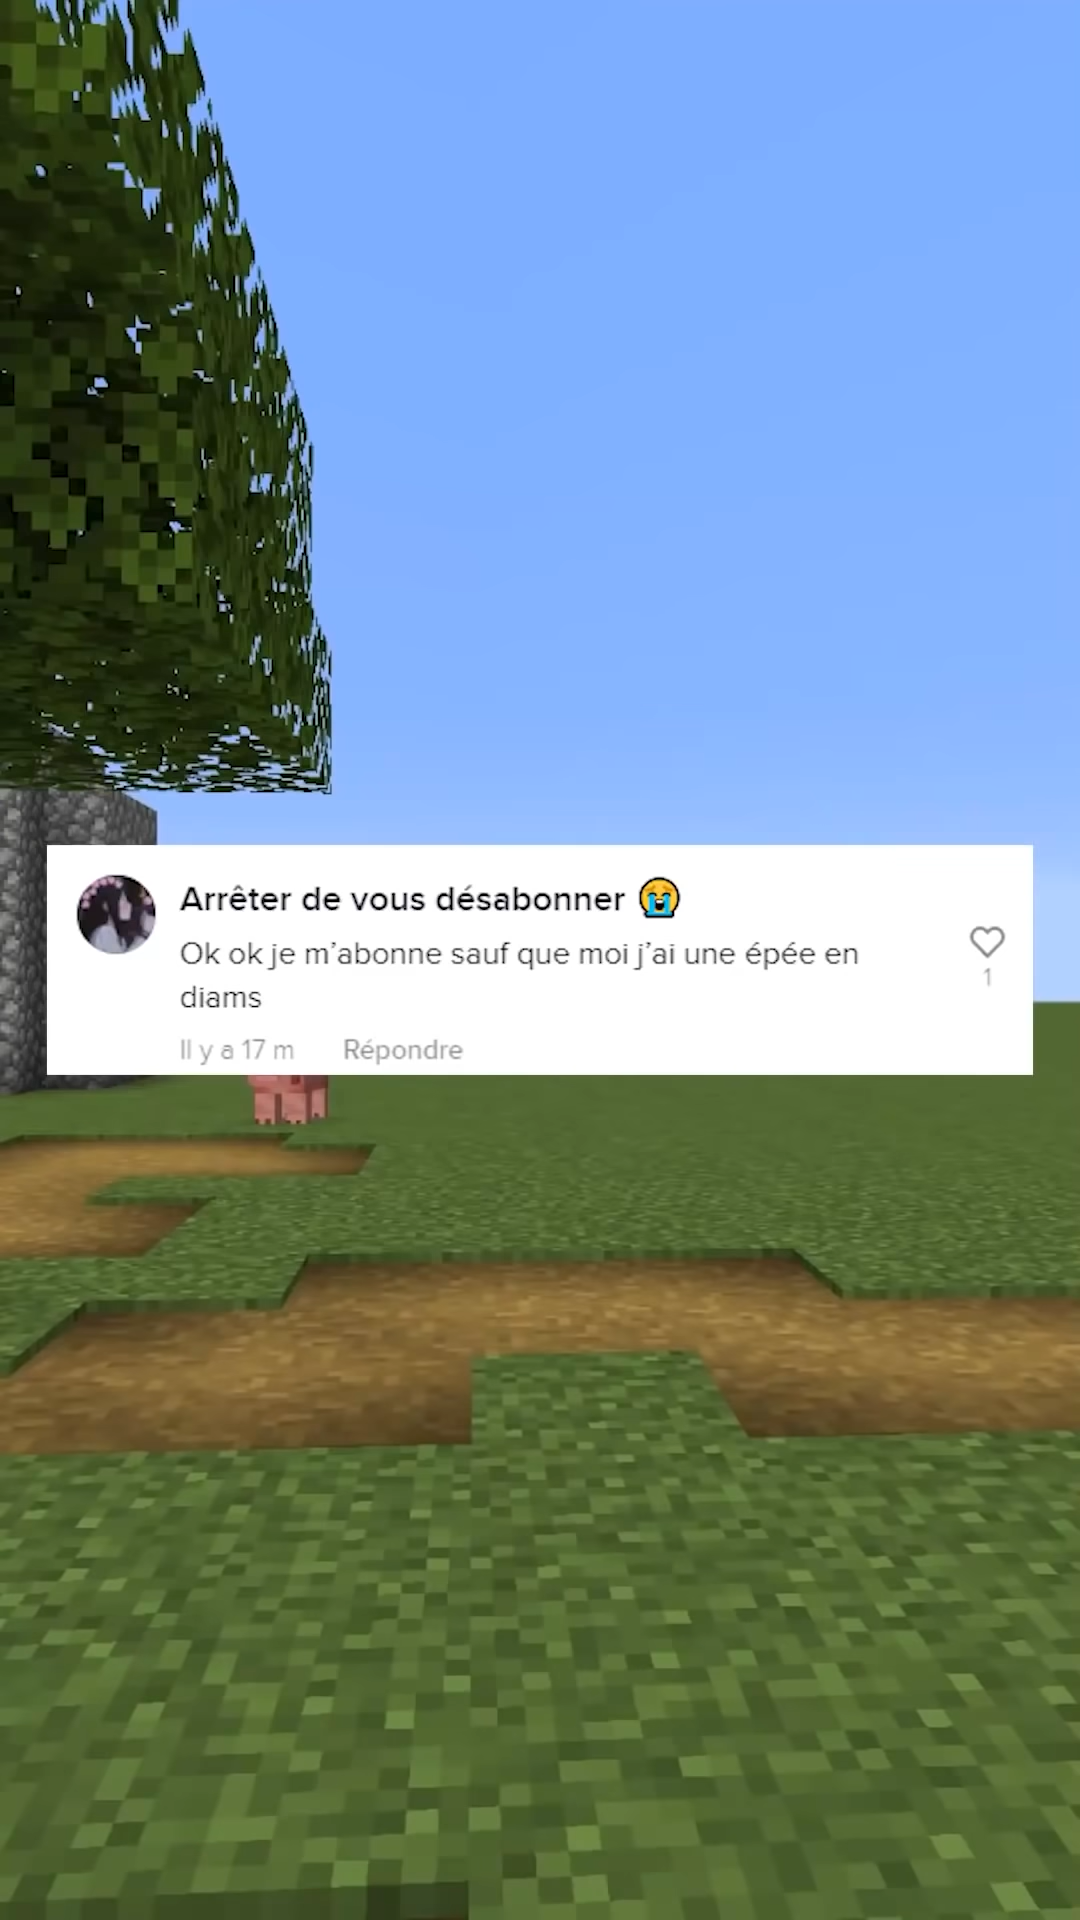 Arrêter de vous désabonner 😭
Ok ok je m’abonne sauf que moi j’ai une épée en
diams
1
Il y a 17 m Répondre